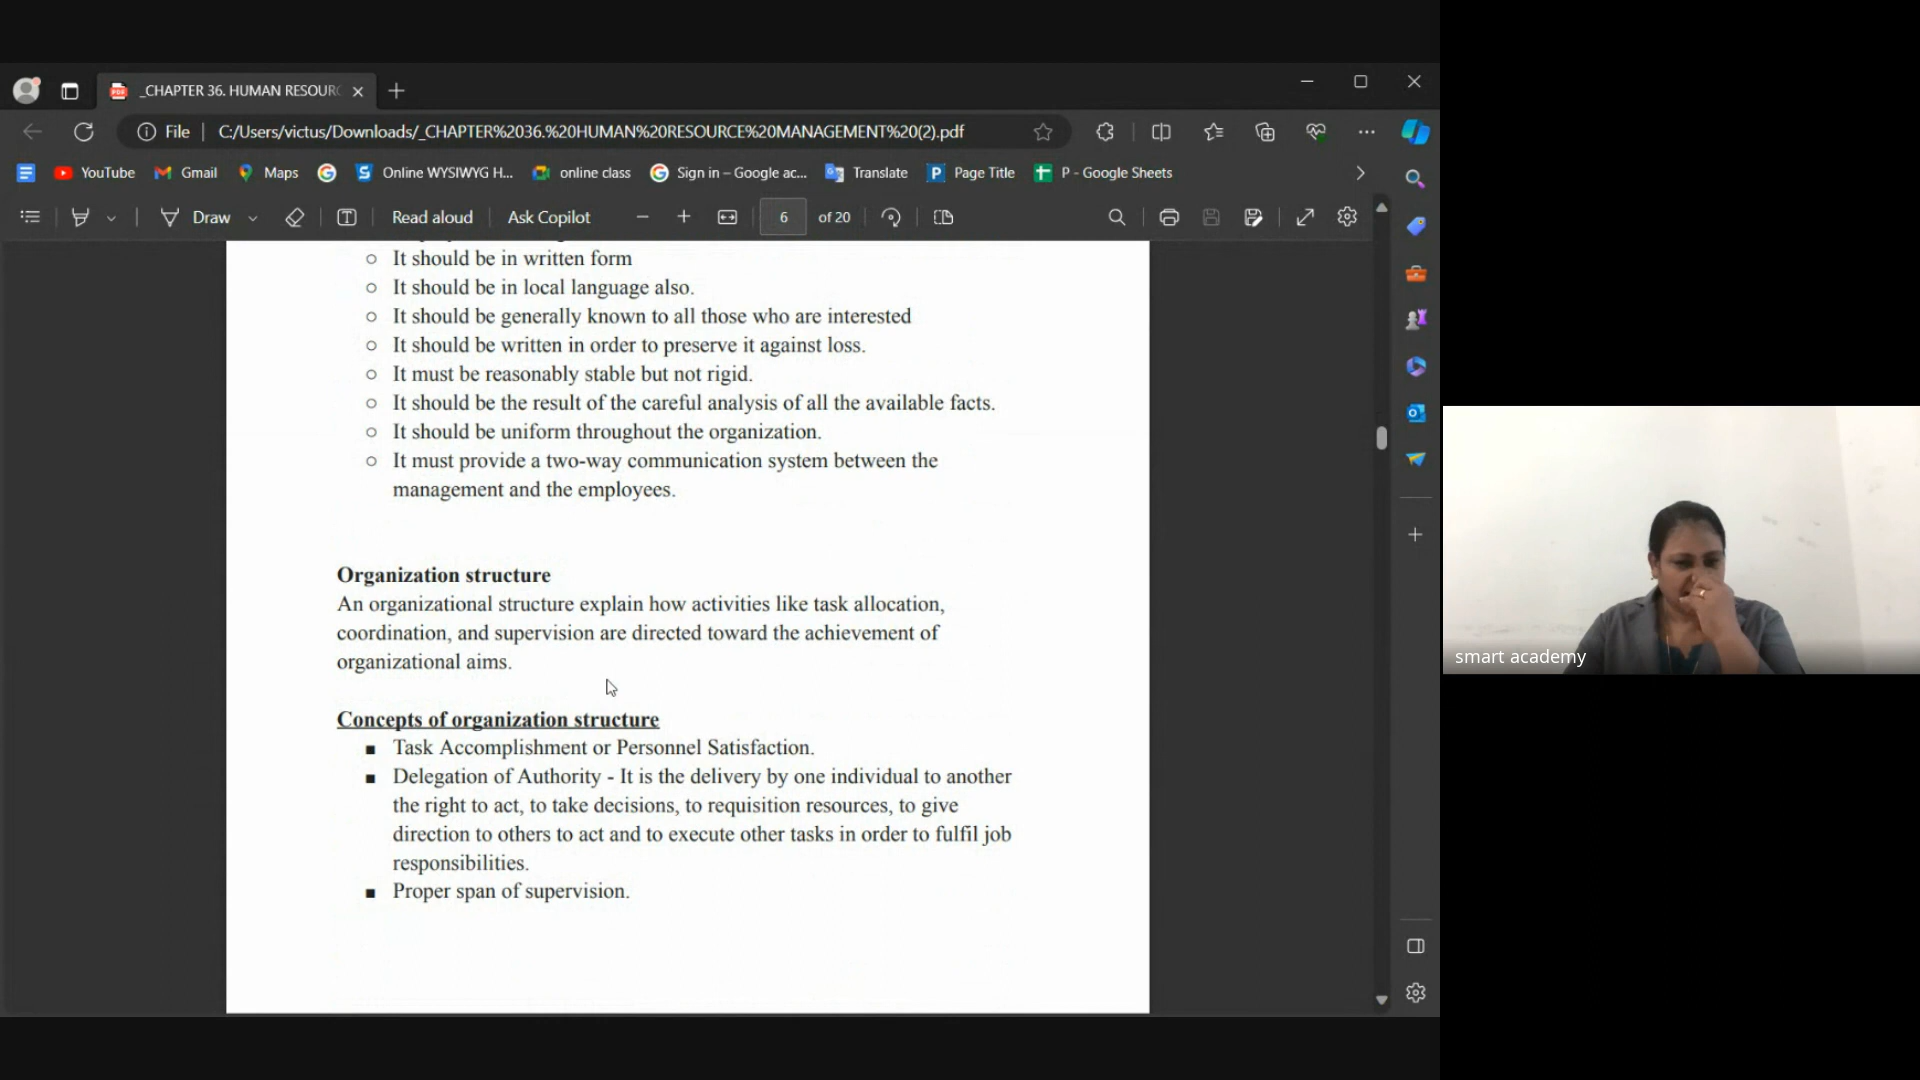 _CHAPTER 36. HUMAN RESOUR
File
C:/Users/victus/Downloads/_CHAPTER%2036.%20HUMAN%20RESOURCE%20MANAGEMENT%20(2).pdf
YouTube Gmail Maps Online WYSIWYG H... online class Sign in – Google ac... Translate Page Title P - Google Sheets
Draw Read aloud Ask Copilot 6 of 20
○ It should be in written form
○ It should be in local language also.
○ It should be generally known to all those who are interested
○ It should be written in order to preserve it against loss.
○ It must be reasonably stable but not rigid.
○ It should be the result of the careful analysis of all the available facts.
○ It should be uniform throughout the organization.
○ It must provide a two-way communication system between the
management and the employees.
Organization structure
An organizational structure explain how activities like task allocation,
coordination, and supervision are directed toward the achievement of
organizational aims.
Concepts of organization structure
■ Task Accomplishment or Personnel Satisfaction.
■ Delegation of Authority - It is the delivery by one individual to another
the right to act, to take decisions, to requisition resources, to give
direction to others to act and to execute other tasks in order to fulfil job
responsibilities.
■ Proper span of supervision.
smart academy